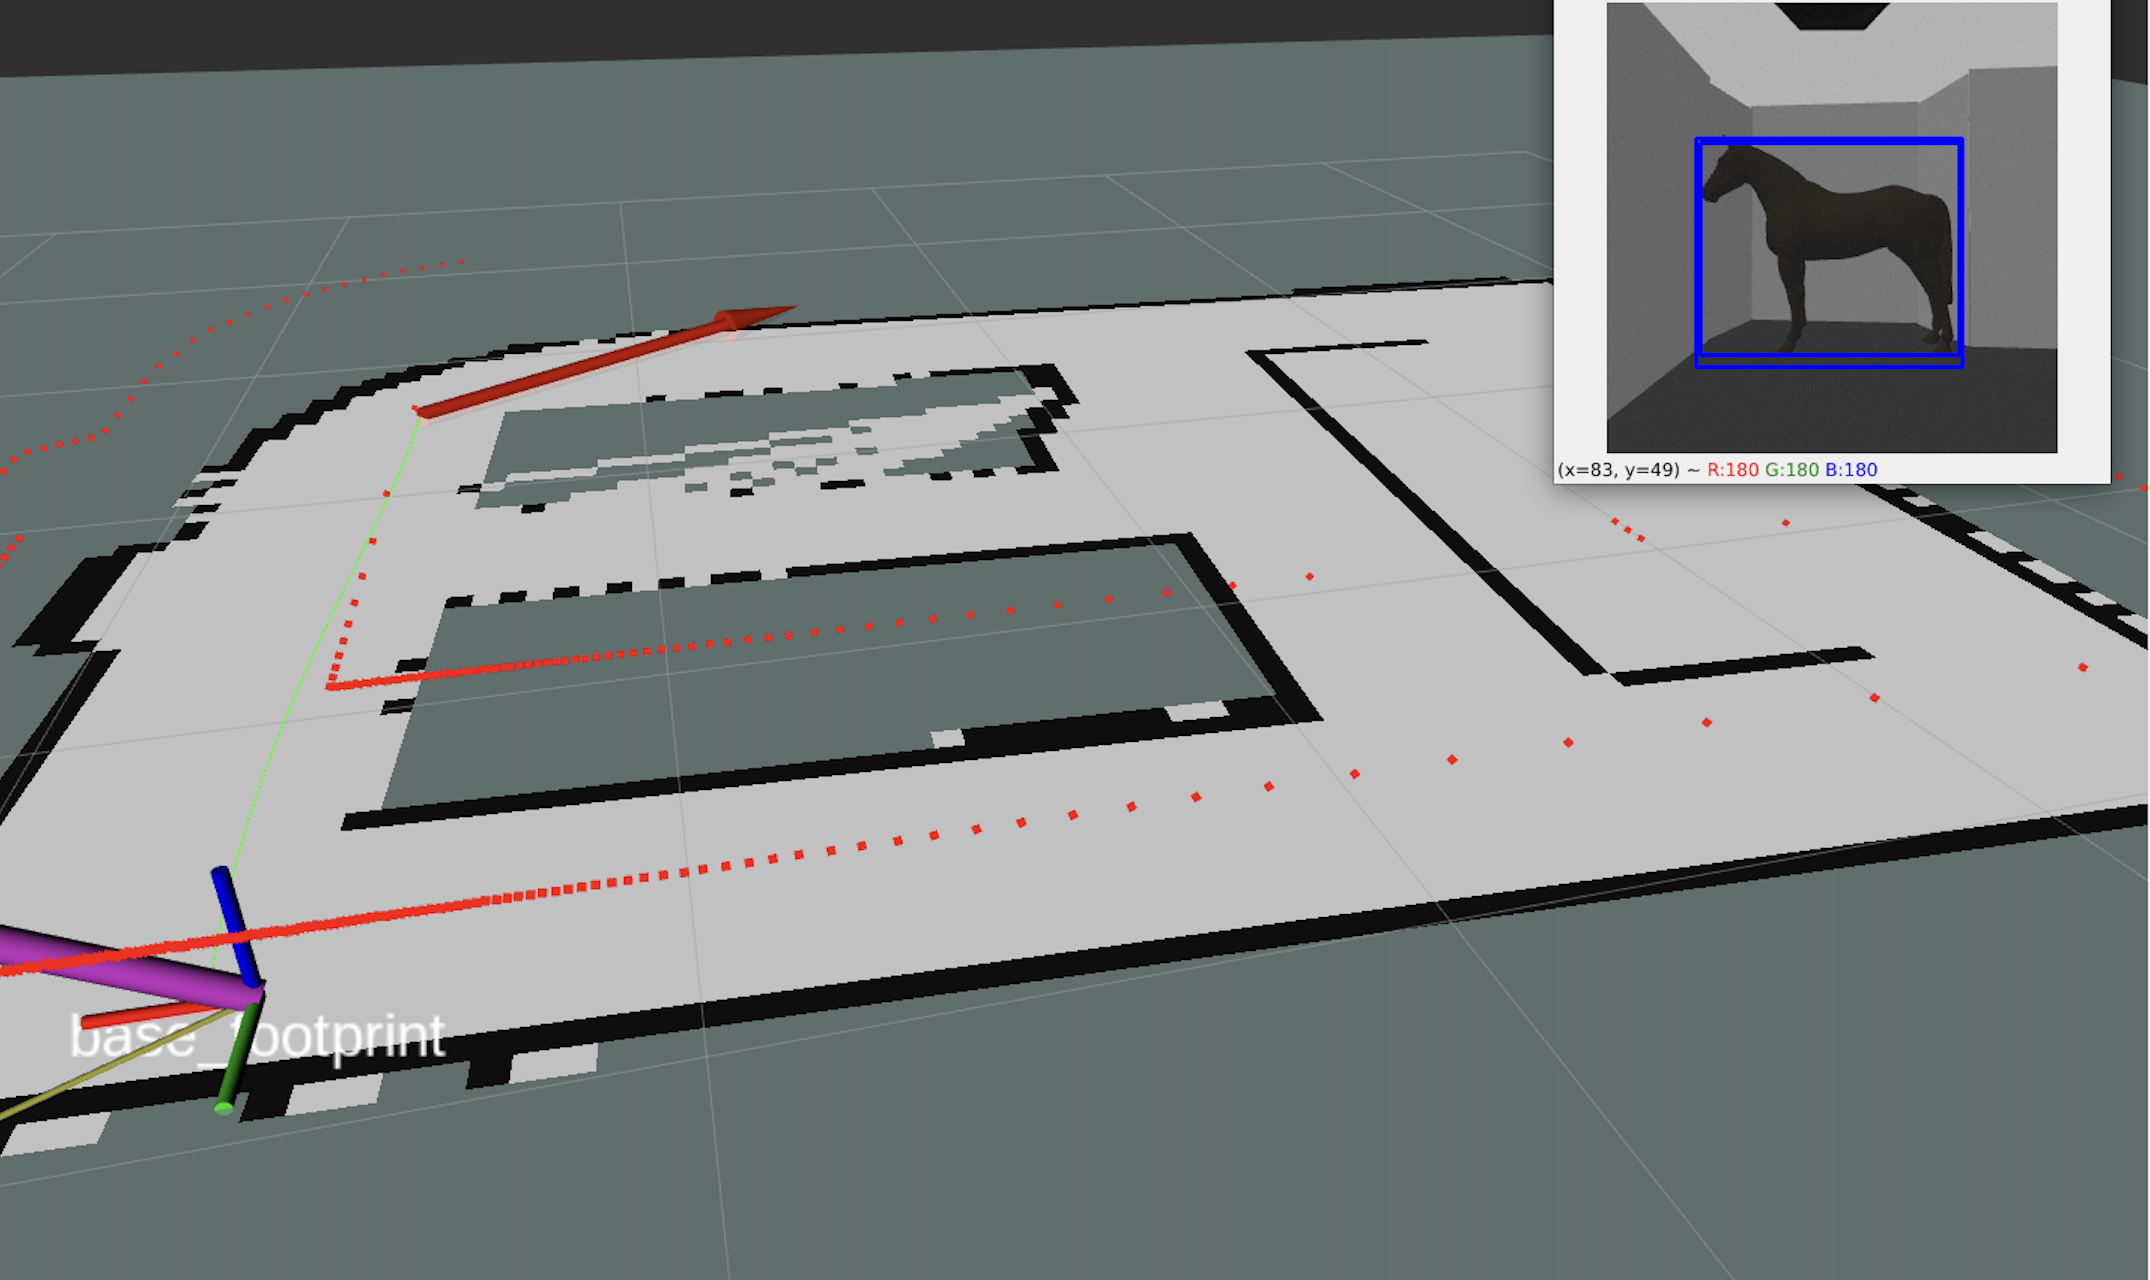 (x=83, y=49) ~ R:180 G:180 B:180
base_footprint